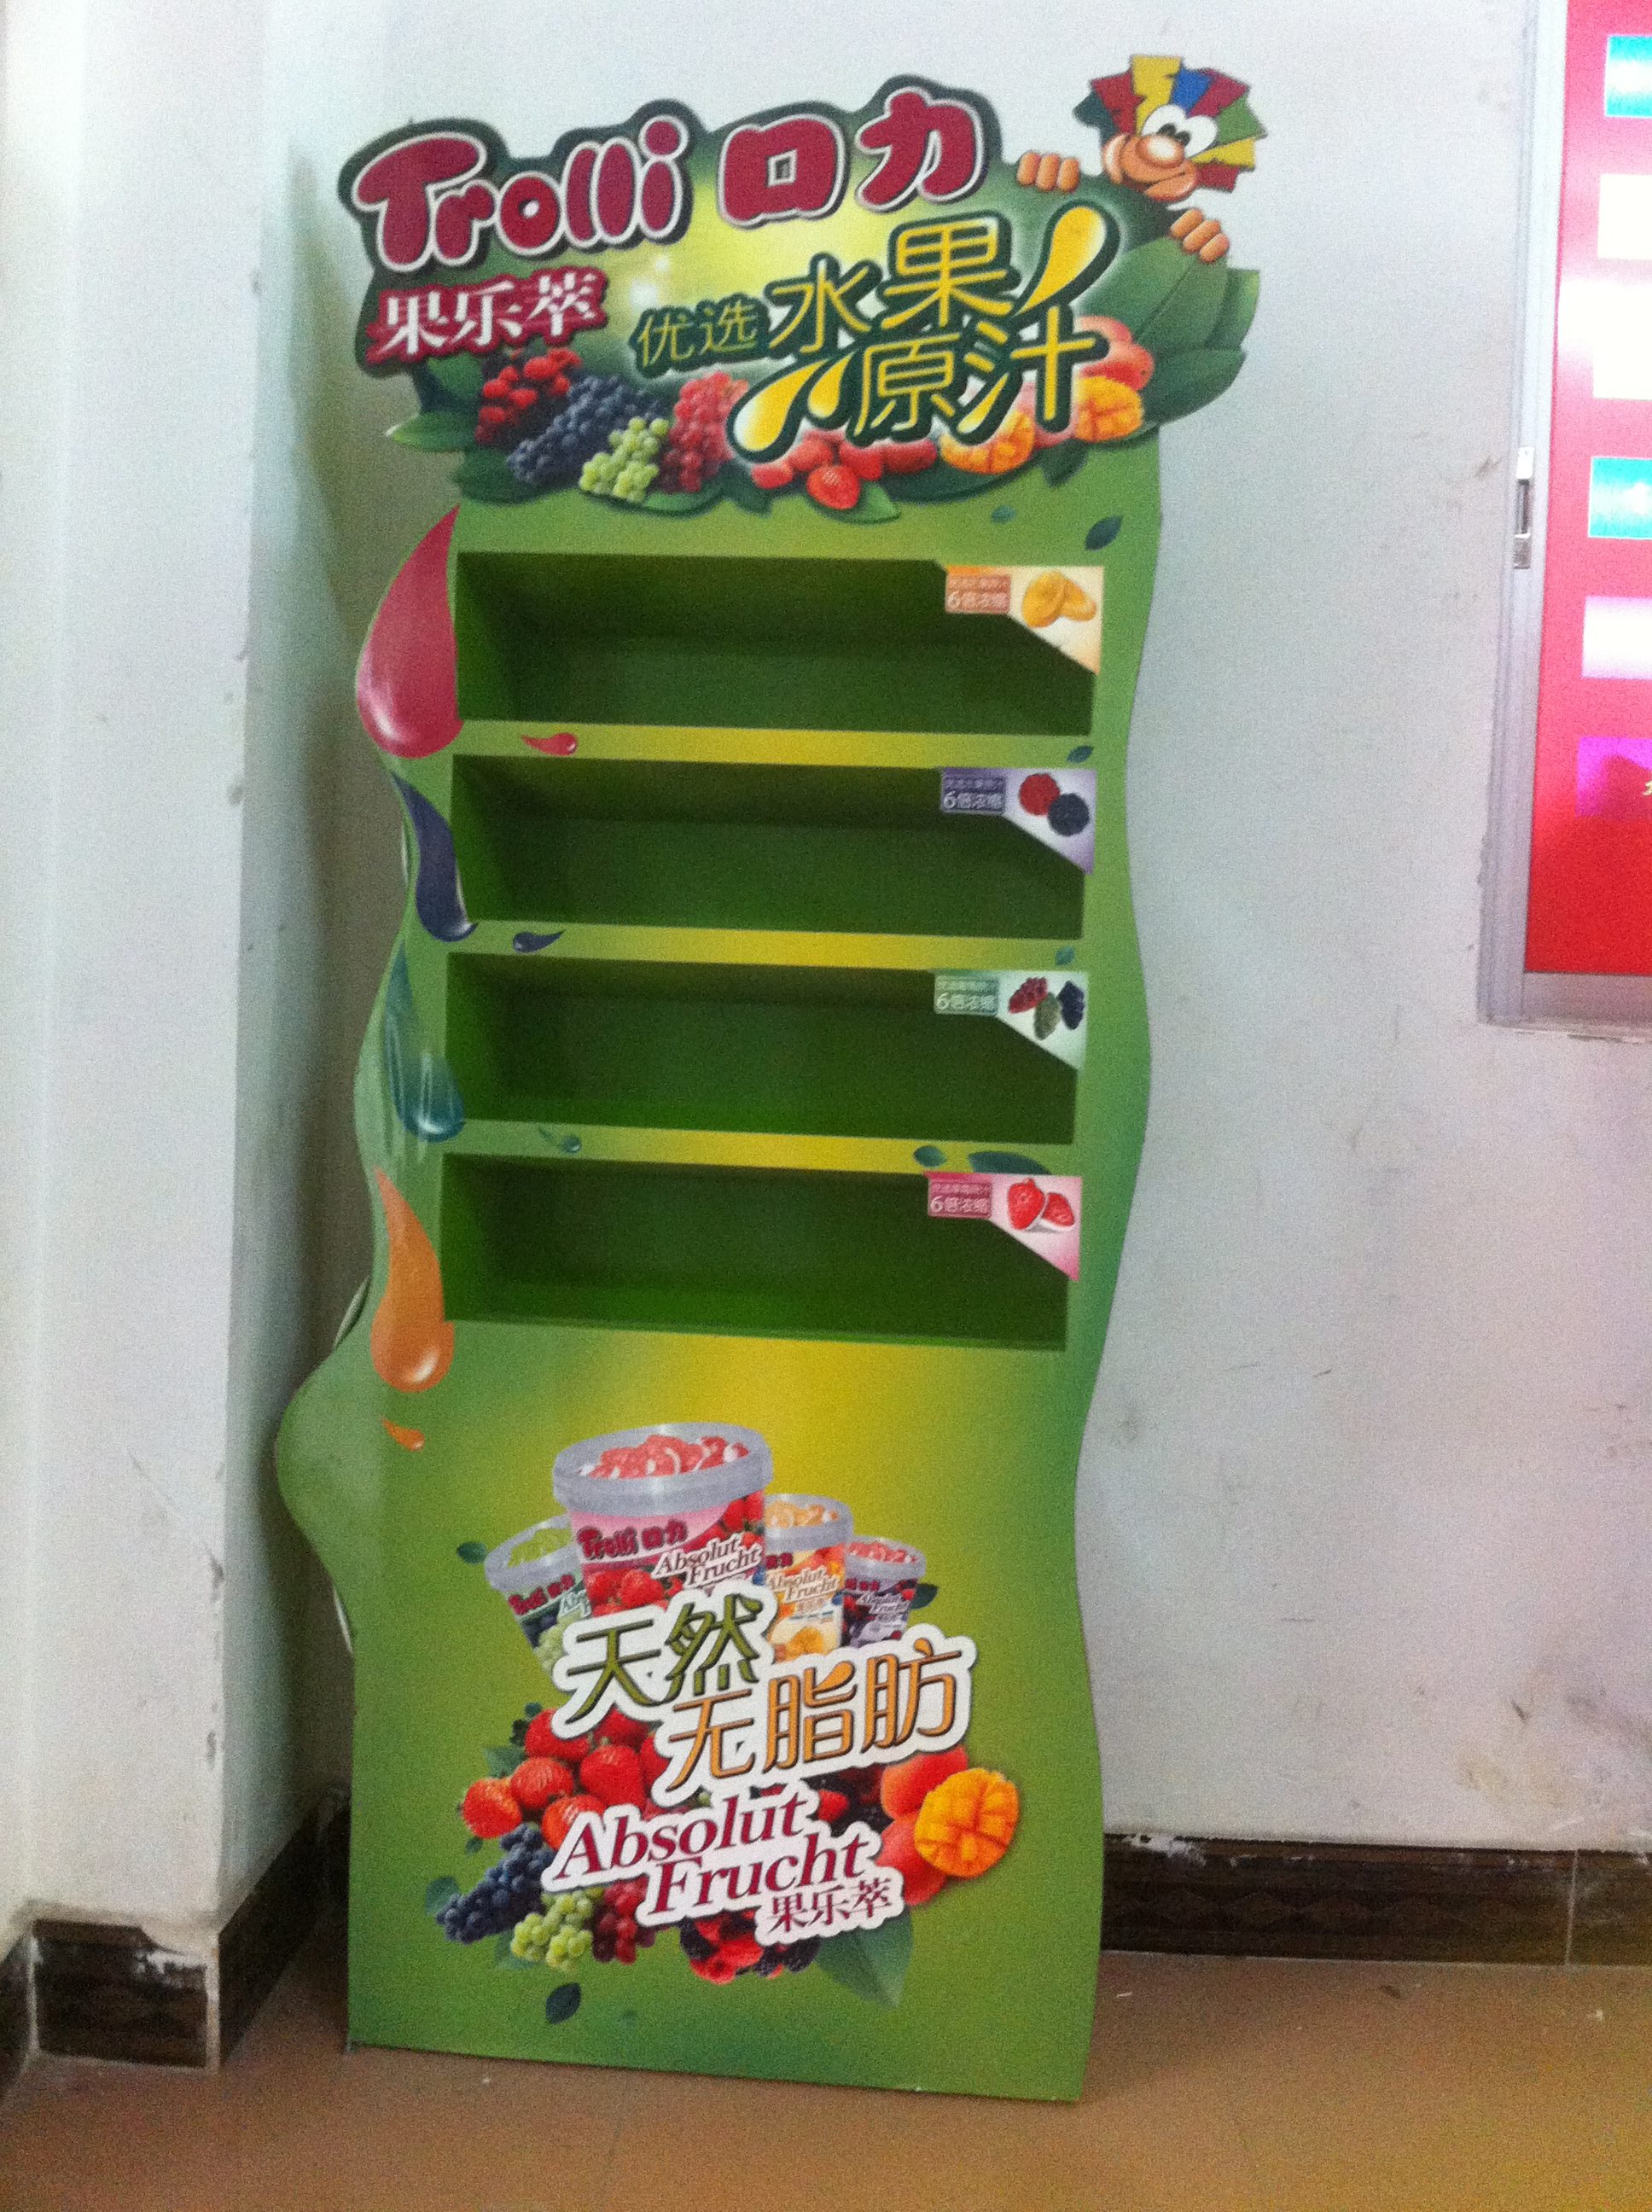 Trolli 口力
果乐萃
优选水果
原汁
6倍浓缩
6倍浓缩
6倍浓缩
6倍浓缩
Trolli 口力
Absolut
Frucht
Absolut
Frucht
天然
无脂肪
Absolut
Frucht
果乐萃